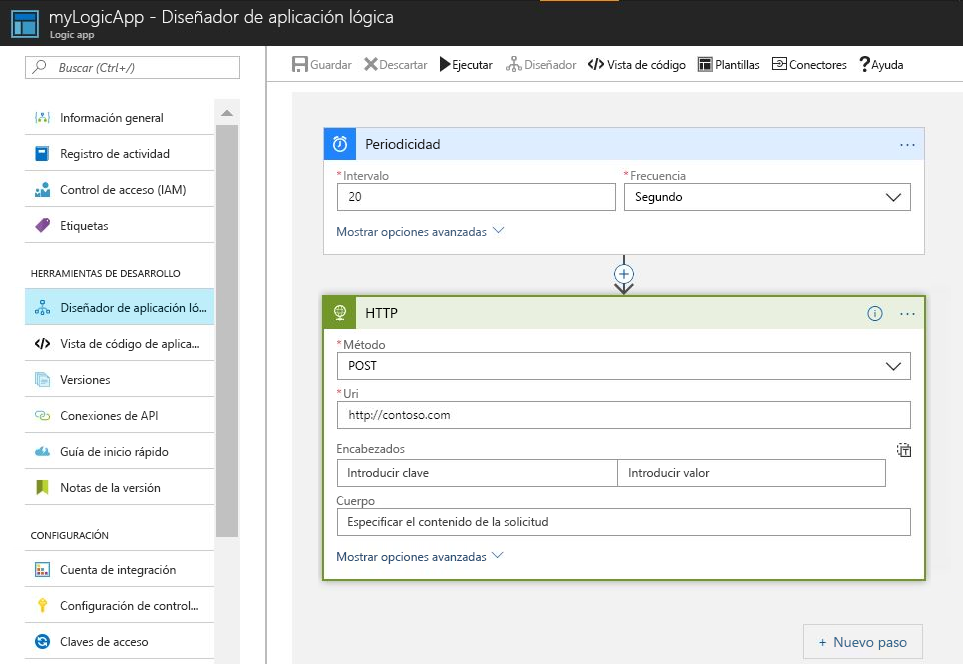 myLogicApp - Diseñador de aplicación lógica
Logic app
Buscar (Ctrl+/)
Información general
Registro de actividad
Control de acceso (IAM)
Etiquetas
HERRAMIENTAS DE DESARROLLO
Diseñador de aplicación ló...
Vista de código de aplica...
Versiones
Conexiones de API
Guía de inicio rápido
Notas de la versión
CONFIGURACIÓN
Cuenta de integración
Configuración de control...
Claves de acceso
Guardar Descartar Ejecutar Diseñador </> Vista de código Plantillas Conectores ? Ayuda
Periodicidad ...
* Intervalo * Frecuencia
20 Segundo
Mostrar opciones avanzadas
HTTP ...
* Método
POST
* Uri
http://contoso.com
Encabezados
Introducir clave Introducir valor
Cuerpo
Especificar el contenido de la solicitud
Mostrar opciones avanzadas
+ Nuevo paso